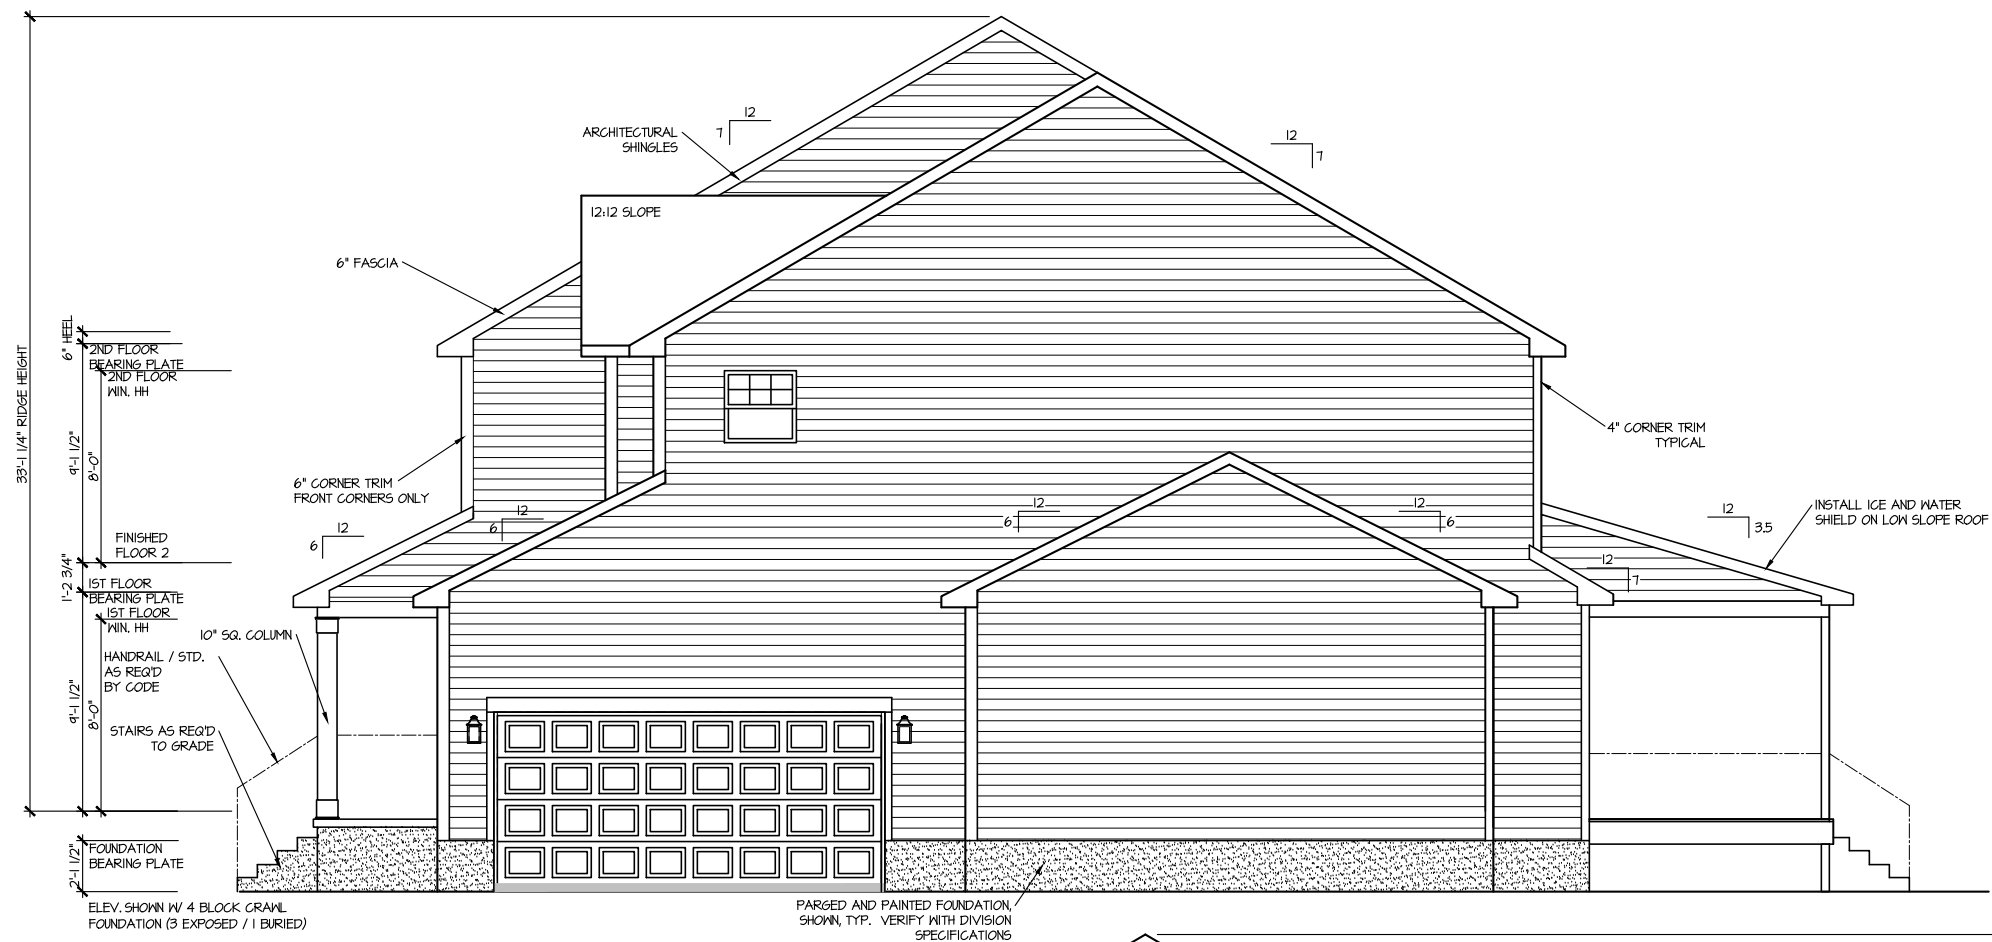 12
7
ARCHITECTURAL
SHINGLES
12
7
12:12 SLOPE
6" FASCIA
6" HEEL
2ND FLOOR
BEARING PLATE
2ND FLOOR
WIN. HH
33'-1 1/4" RIDGE HEIGHT
9'-1 1/2"
8'-0"
4" CORNER TRIM
TYPICAL
6" CORNER TRIM
FRONT CORNERS ONLY
12
6
12
6
12
6
12
6
12
3.5
INSTALL ICE AND WATER
SHIELD ON LOW SLOPE ROOF
FINISHED
FLOOR 2
12
7
1'-2 3/4"
1ST FLOOR
BEARING PLATE
1ST FLOOR
WIN. HH
10" SQ. COLUMN
HANDRAIL / STD.
AS REQ'D
BY CODE
9'-1 1/2"
8'-0"
STAIRS AS REQ'D
TO GRADE
FOUNDATION
BEARING PLATE
2'-1 1/2"
ELEV. SHOWN W/ 4 BLOCK CRAWL
FOUNDATION (3 EXPOSED / 1 BURIED)
PARGED AND PAINTED FOUNDATION,
SHOWN, TYP. VERIFY WITH DIVISION
SPECIFICATIONS